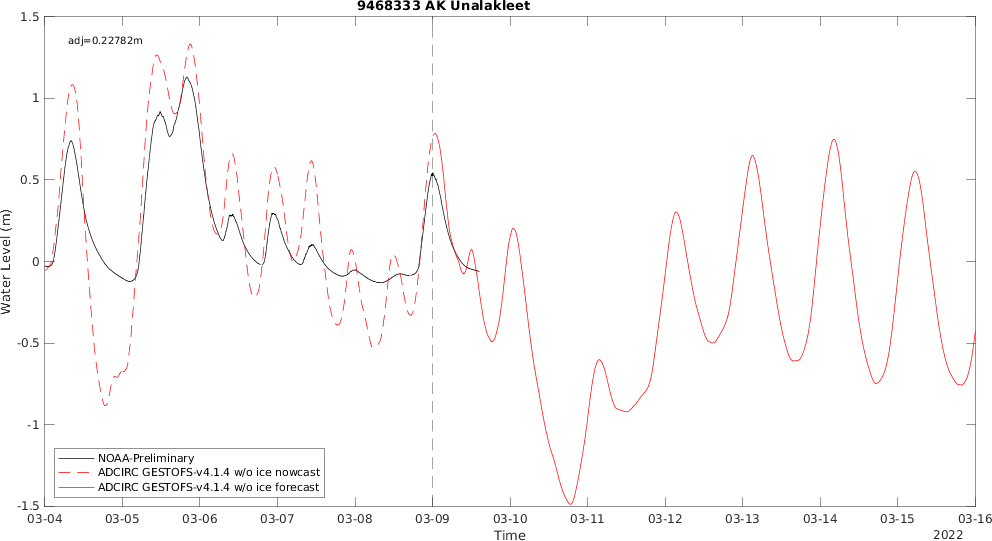 9468333 AK Unalakleet
adj=0.22782m
1.5
1
0.5
0
-0.5
-1
-1.5
Water Level (m)
NOAA-Preliminary
ADCIRC GESTOFS-v4.1.4 w/o ice nowcast
ADCIRC GESTOFS-v4.1.4 w/o ice forecast
03-04 03-05 03-06 03-07 03-08 03-09 03-10 03-11 03-12 03-13 03-14 03-15 03-16
Time
2022